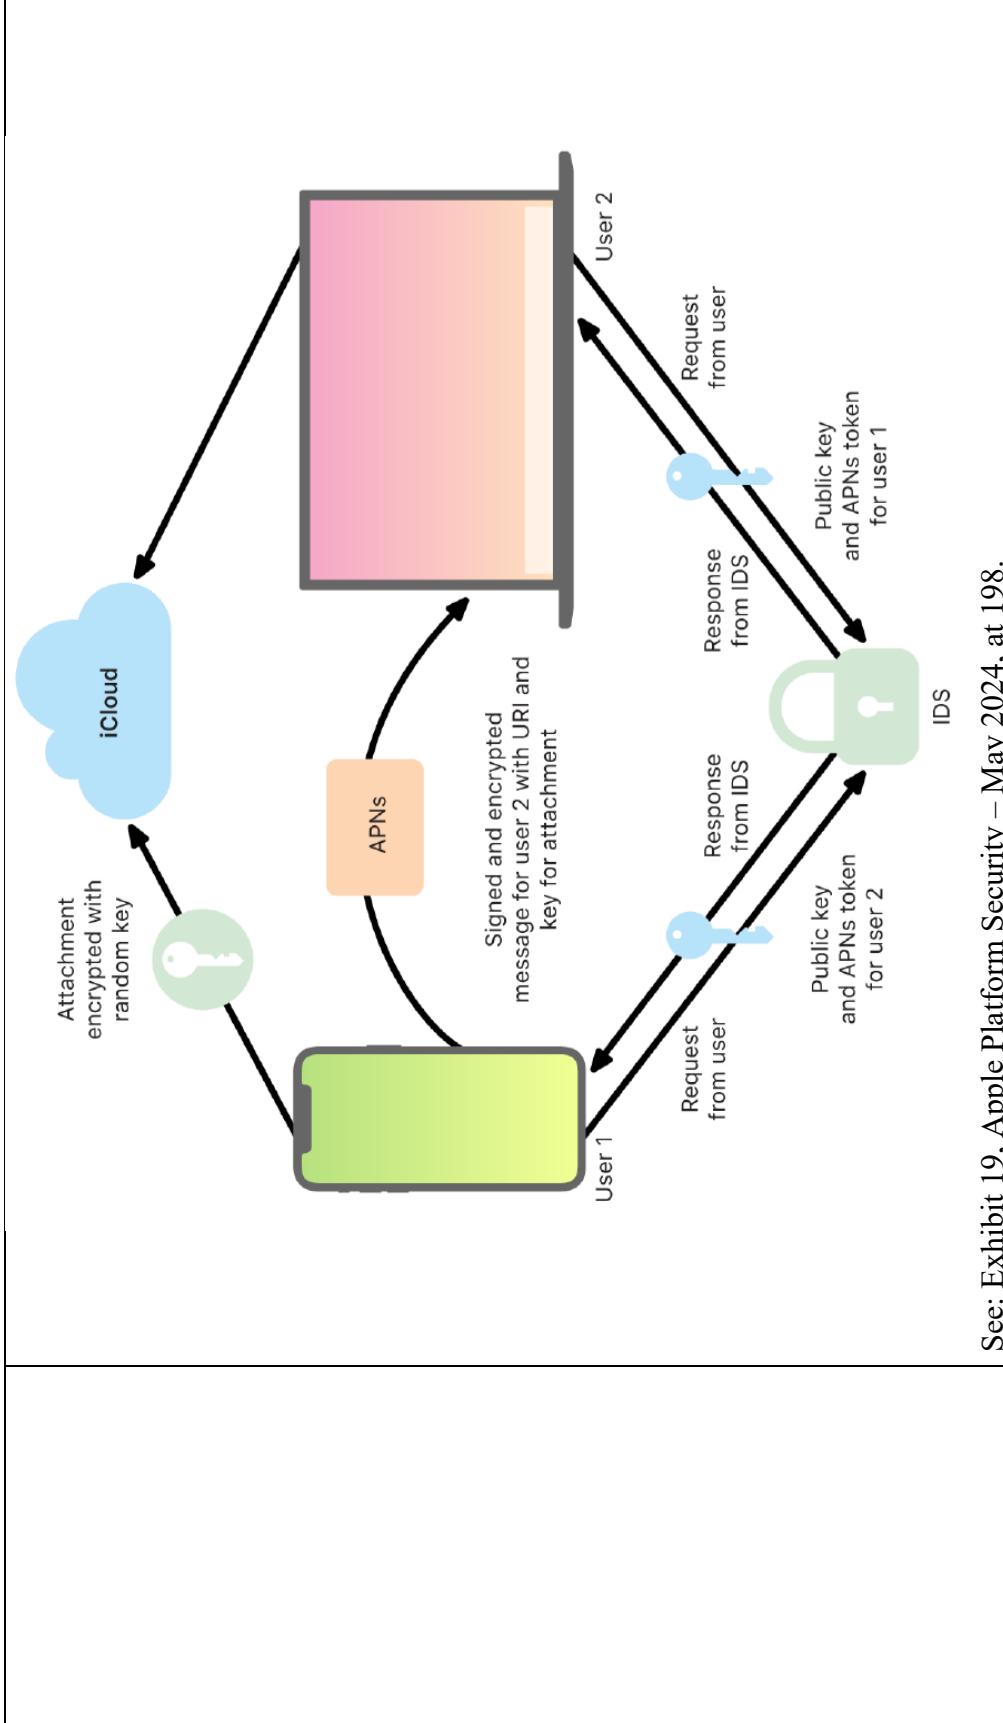 iCloud
Attachment
encrypted with
random key
APNs
Signed and encrypted
message for user 2 with URI and
key for attachment
User 1
User 2
Request
from user
Response
from IDS
Response
from IDS
Request
from user
Public key
and APNs token
for user 2
Public key
and APNs token
for user 1
IDS
See: Exhibit 19, Apple Platform Security – May 2024, at 198.